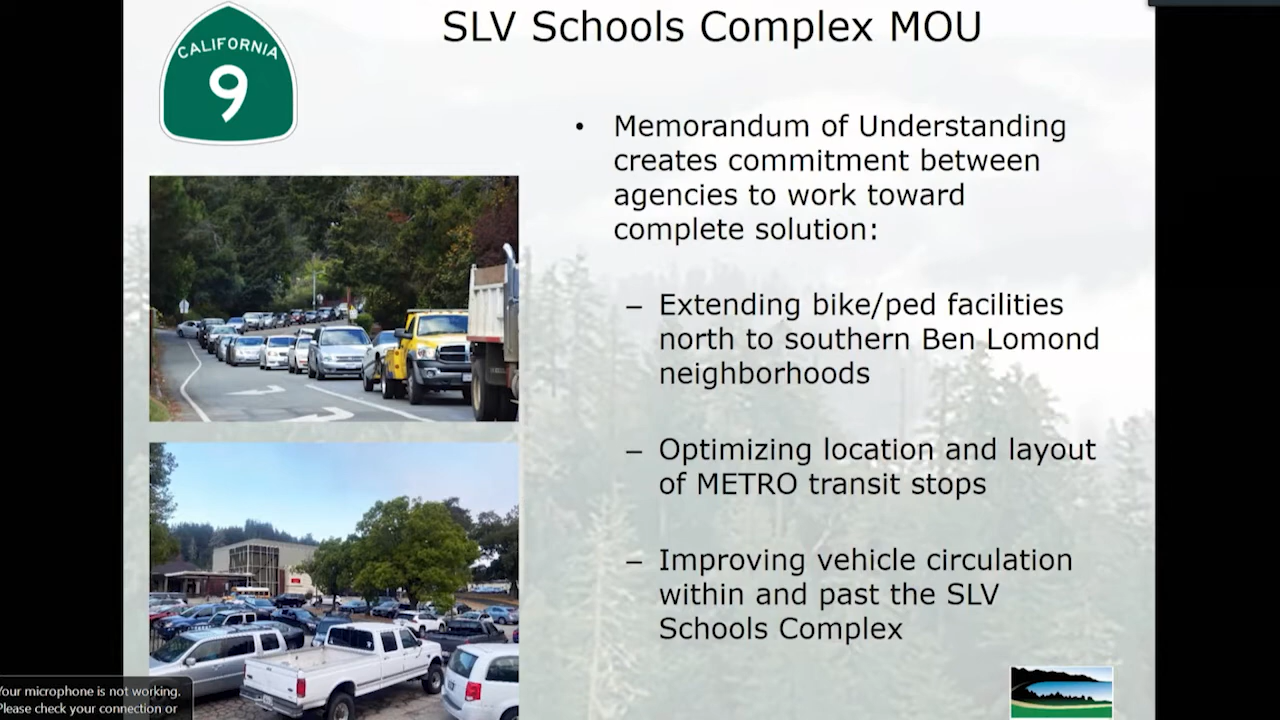 SLV Schools Complex MOU
CALIFORNIA
9
• Memorandum of Understanding
creates commitment between
agencies to work toward
complete solution:
– Extending bike/ped facilities
north to southern Ben Lomond
neighborhoods
– Optimizing location and layout
of METRO transit stops
– Improving vehicle circulation
within and past the SLV
Schools Complex
Your microphone is not working.
Please check your connection or